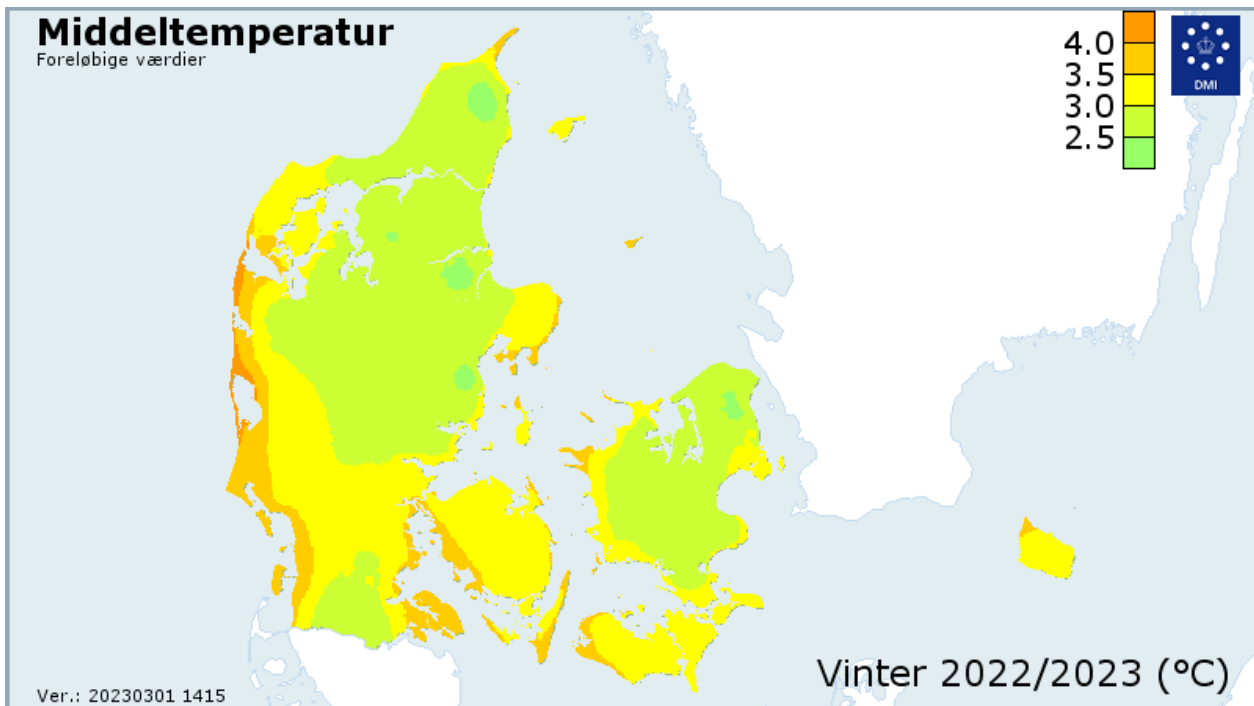 Middeltemperatur
Foreløbige værdier
4.0
3.5
3.0
2.5
DMI
Vinter 2022/2023 (°C)
Ver.: 20230301 1415